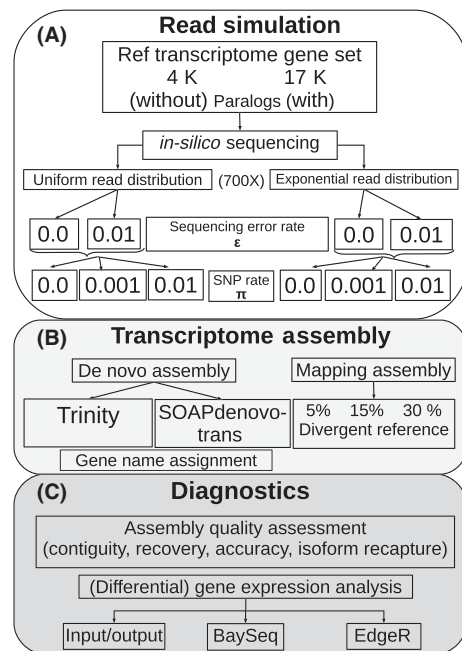 (A) Read simulation
Ref transcriptome gene set
4 K 17 K
(without) Paralogs (with)
in-silico sequencing
Uniform read distribution (700X) Exponential read distribution
0.0 0.01 Sequencing error rate 0.0 0.01
ε
0.0 0.001 0.01 SNP rate 0.0 0.001 0.01
π
(B) Transcriptome assembly
De novo assembly Mapping assembly
Trinity SOAPdenovo- 5% 15% 30 %
trans Divergent reference
Gene name assignment
(C) Diagnostics
Assembly quality assessment
(contiguity, recovery, accuracy, isoform recapture)
(Differential) gene expression analysis
Input/output BaySeq EdgeR